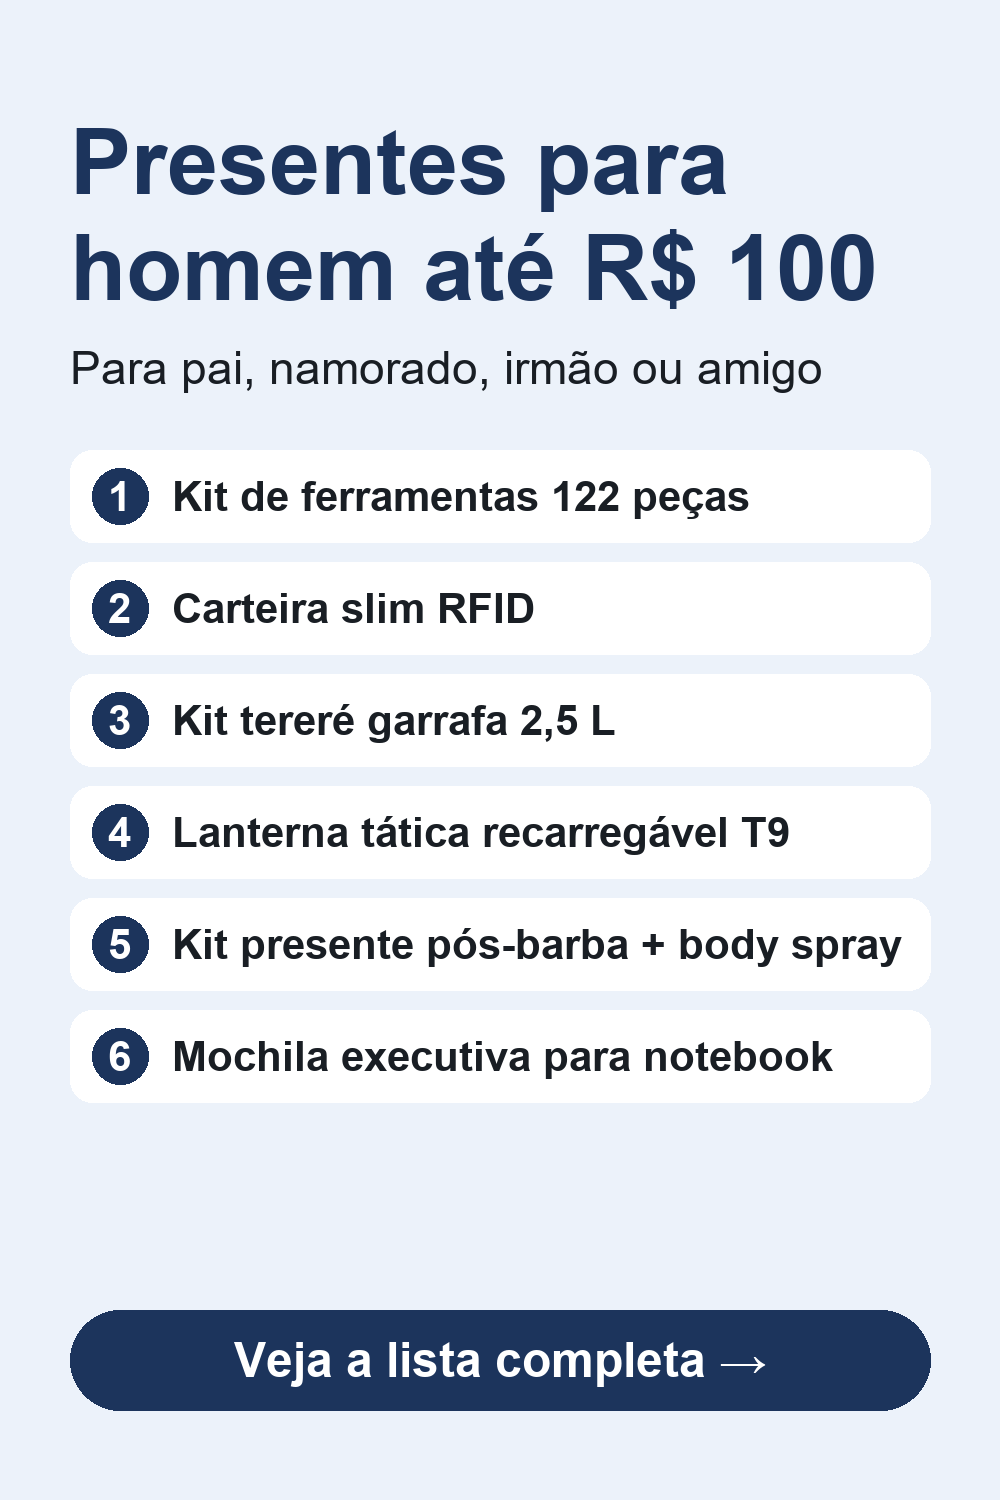 Presentes para
homem até R$ 100
Para pai, namorado, irmão ou amigo
1 Kit de ferramentas 122 peças
2 Carteira slim RFID
3 Kit tereré garrafa 2,5 L
4 Lanterna tática recarregável T9
5 Kit presente pós-barba + body spray
6 Mochila executiva para notebook
Veja a lista completa →